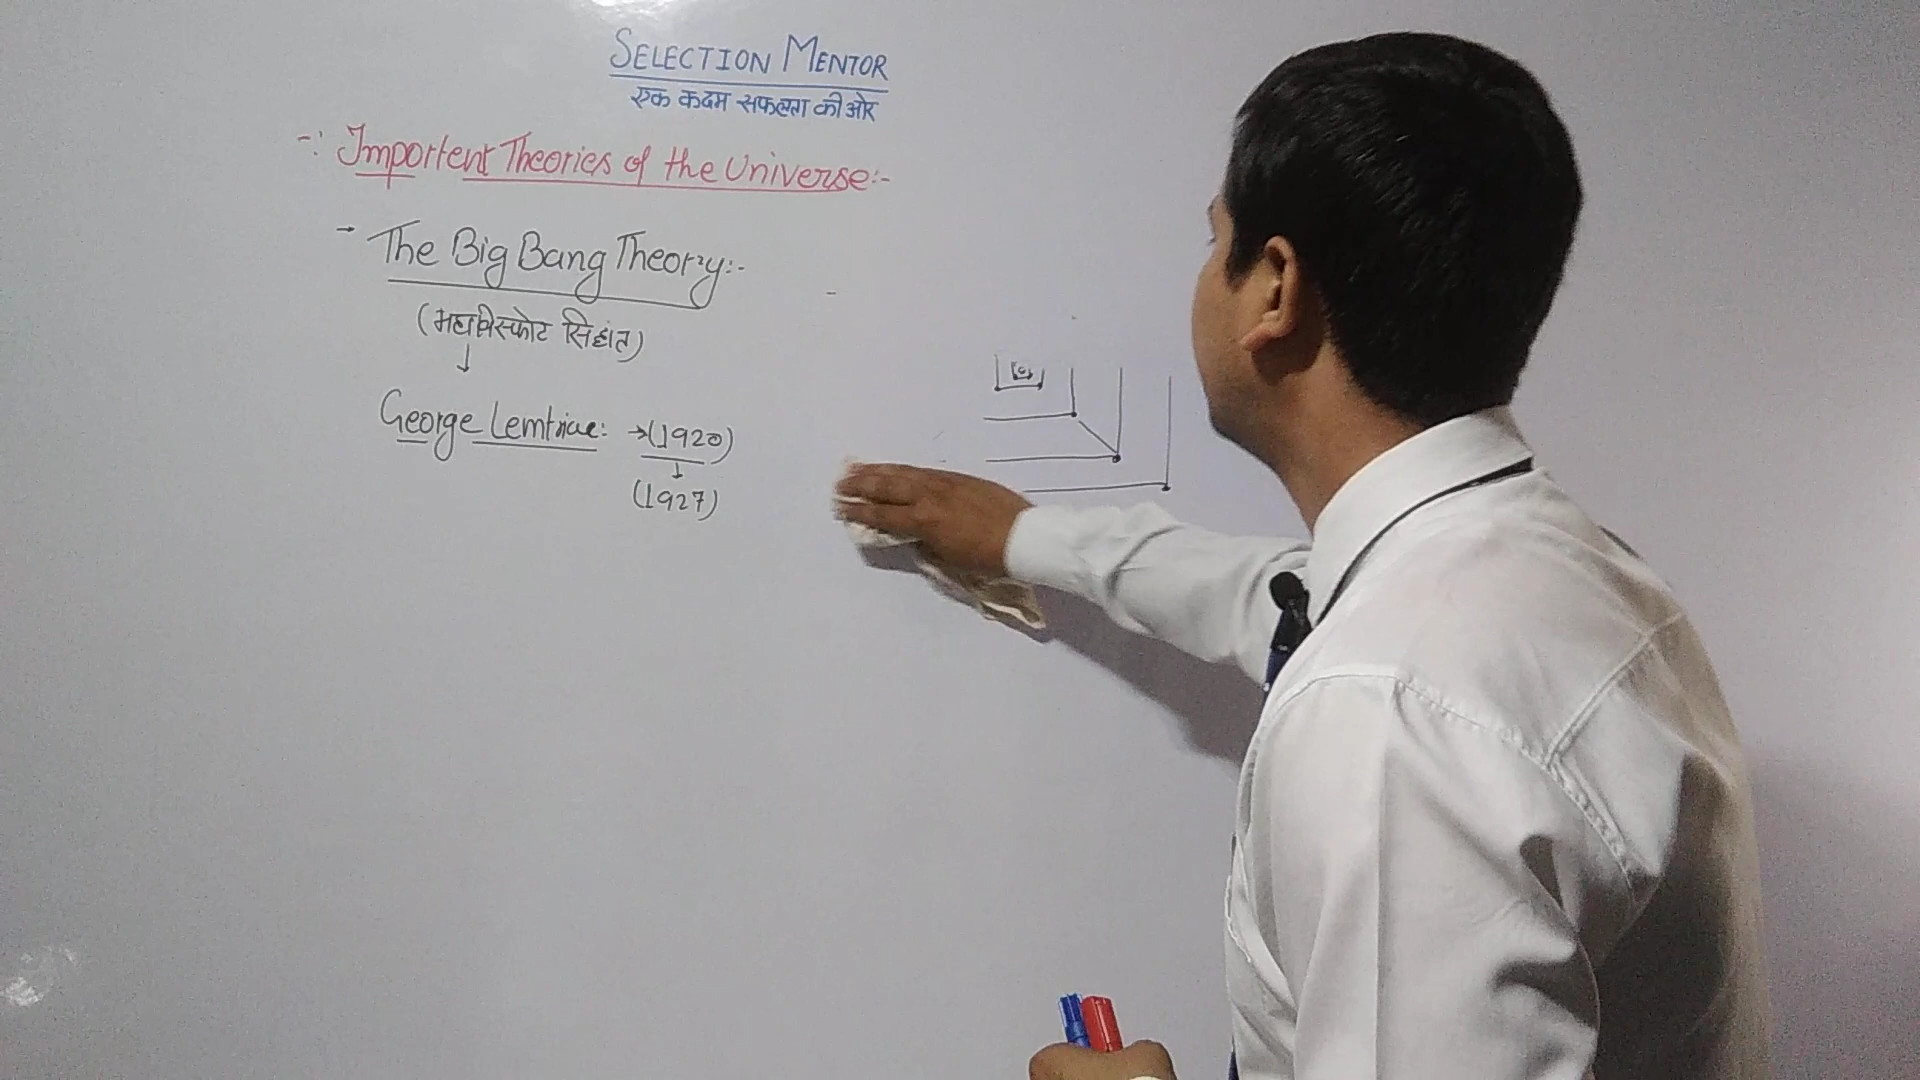 SELECTION MENTOR
एक कदम सफलता की ओर
-: Importent Theories of the Universe:-
→ The Big Bang Theory:-
(महाविस्फोट सिद्धांत)
↓
George Lemtriae: →(1920)
↓
(1927)